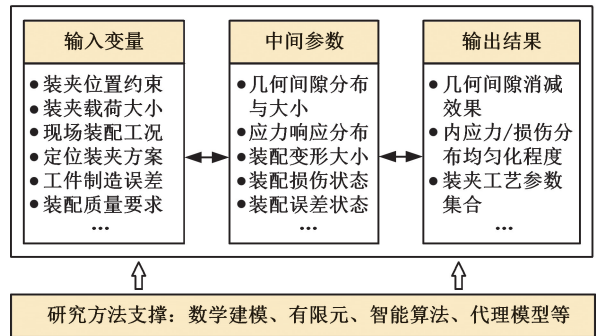 输入变量
●装夹位置约束
●装夹载荷大小
●现场装配工况
●定位装夹方案
●工件制造误差
●装配质量要求
…
中间参数
●几何间隙分布
与大小
●应力响应分布
●装配变形大小
●装配损伤状态
●装配误差状态
…
输出结果
●几何间隙消减
效果
●内应力/损伤分
布均匀化程度
●装夹工艺参数
集合
…
研究方法支撑：数学建模、有限元、智能算法、代理模型等